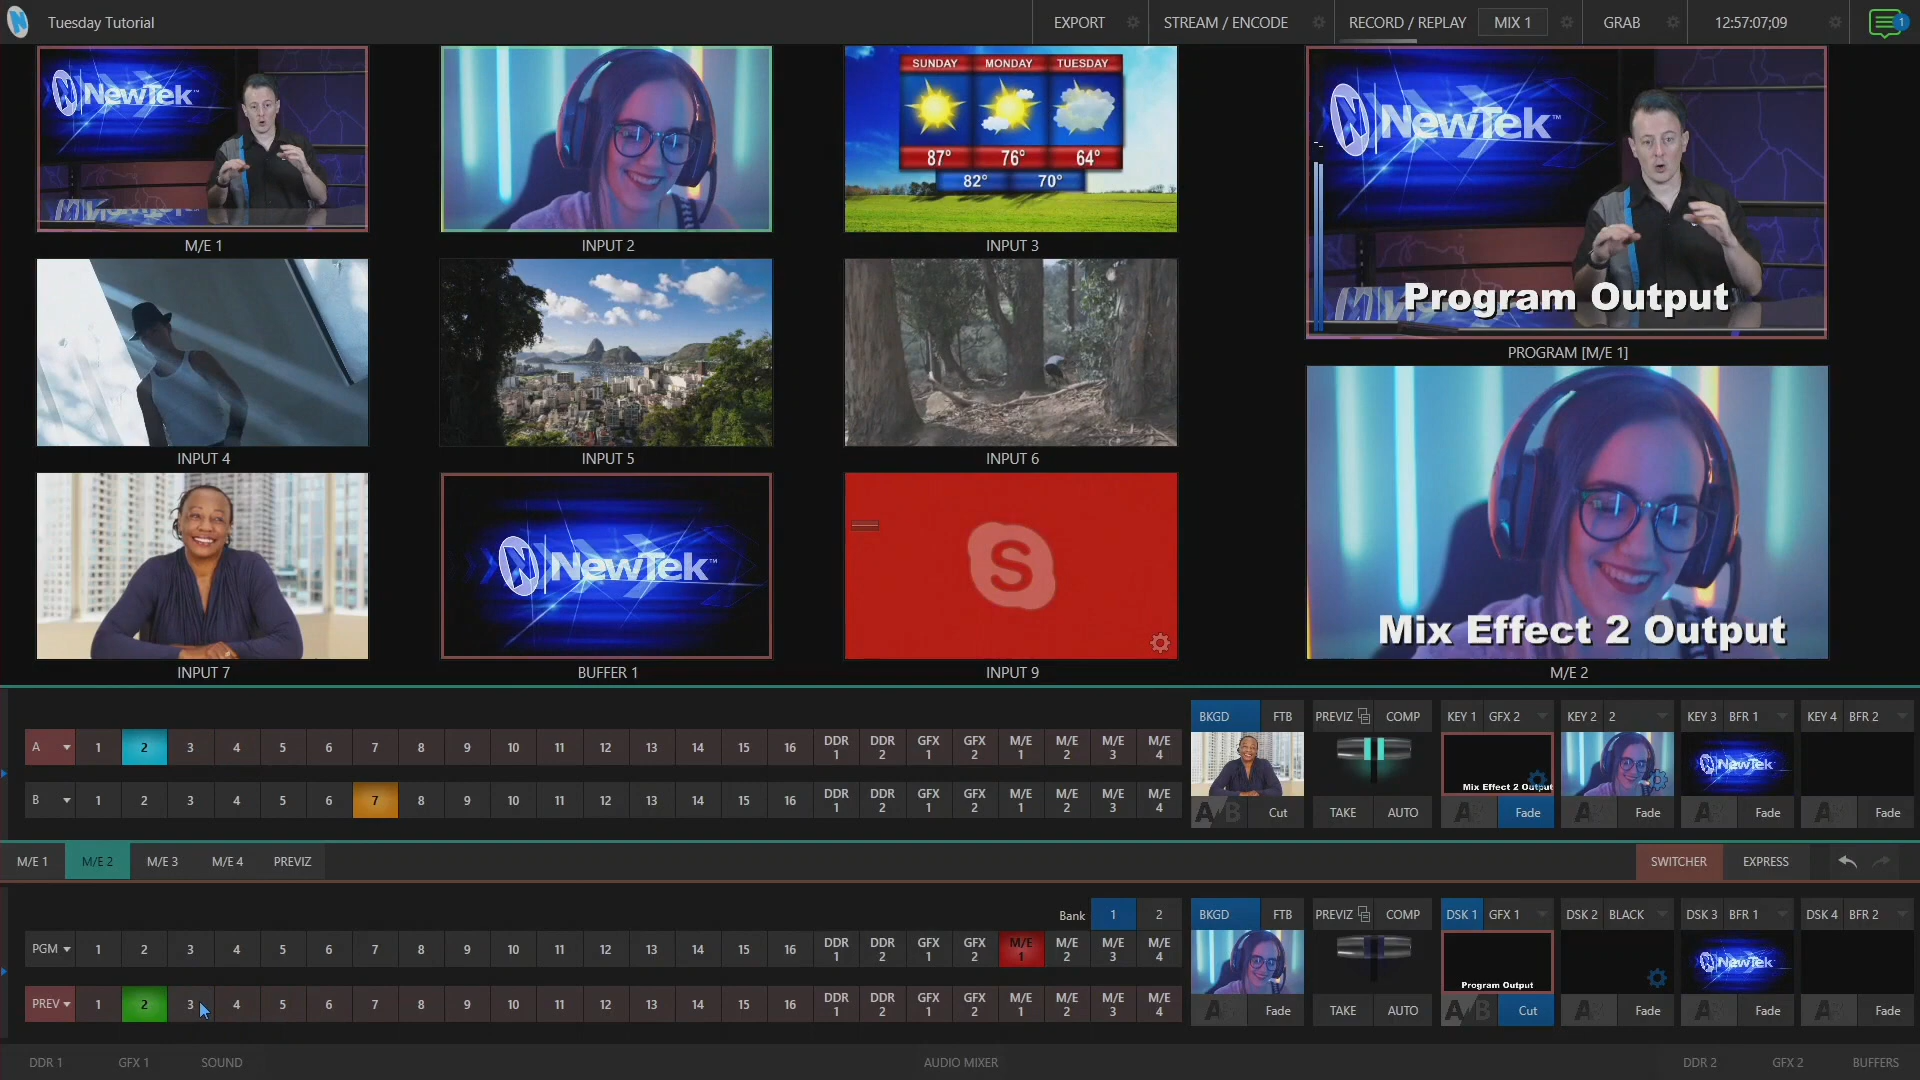 Tuesday Tutorial
EXPORT
STREAM / ENCODE
RECORD / REPLAY
MIX 1
GRAB
12:57:07;09
1
NewTek
SUNDAY MONDAY TUESDAY
87° 76° 64°
82° 70°
NewTek™
Program Output
M/E 1
INPUT 2
INPUT 3
PROGRAM [M/E 1]
INPUT 4
INPUT 5
INPUT 6
NewTek™
S
Mix Effect 2 Output
INPUT 7
BUFFER 1
INPUT 9
M/E 2
BKGD FTB PREVIZ COMP KEY 1 GFX 2 KEY 2 2 KEY 3 BFR 1 KEY 4 BFR 2
A 1 2 3 4 5 6 7 8 9 10 11 12 13 14 15 16 DDR 1 DDR 2 GFX 1 GFX 2 M/E 1 M/E 2 M/E 3 M/E 4
Mix Effect 2 Output
NewTek
B 1 2 3 4 5 6 7 8 9 10 11 12 13 14 15 16 DDR 1 DDR 2 GFX 1 GFX 2 M/E 1 M/E 2 M/E 3 M/E 4
A/B Cut TAKE AUTO A Fade A Fade A Fade A Fade
M/E 1 M/E 2 M/E 3 M/E 4 PREVIZ
SWITCHER EXPRESS
Bank 1 2
BKGD FTB PREVIZ COMP DSK 1 GFX 1 DSK 2 BLACK DSK 3 BFR 1 DSK 4 BFR 2
PGM 1 2 3 4 5 6 7 8 9 10 11 12 13 14 15 16 DDR 1 DDR 2 GFX 1 GFX 2 M/E 1 M/E 2 M/E 3 M/E 4
Program Output
NewTek
PREV 1 2 3 4 5 6 7 8 9 10 11 12 13 14 15 16 DDR 1 DDR 2 GFX 1 GFX 2 M/E 1 M/E 2 M/E 3 M/E 4
A Fade TAKE AUTO A/B Cut A Fade A Fade A Fade
DDR 1 GFX 1 SOUND AUDIO MIXER DDR 2 GFX 2 BUFFERS